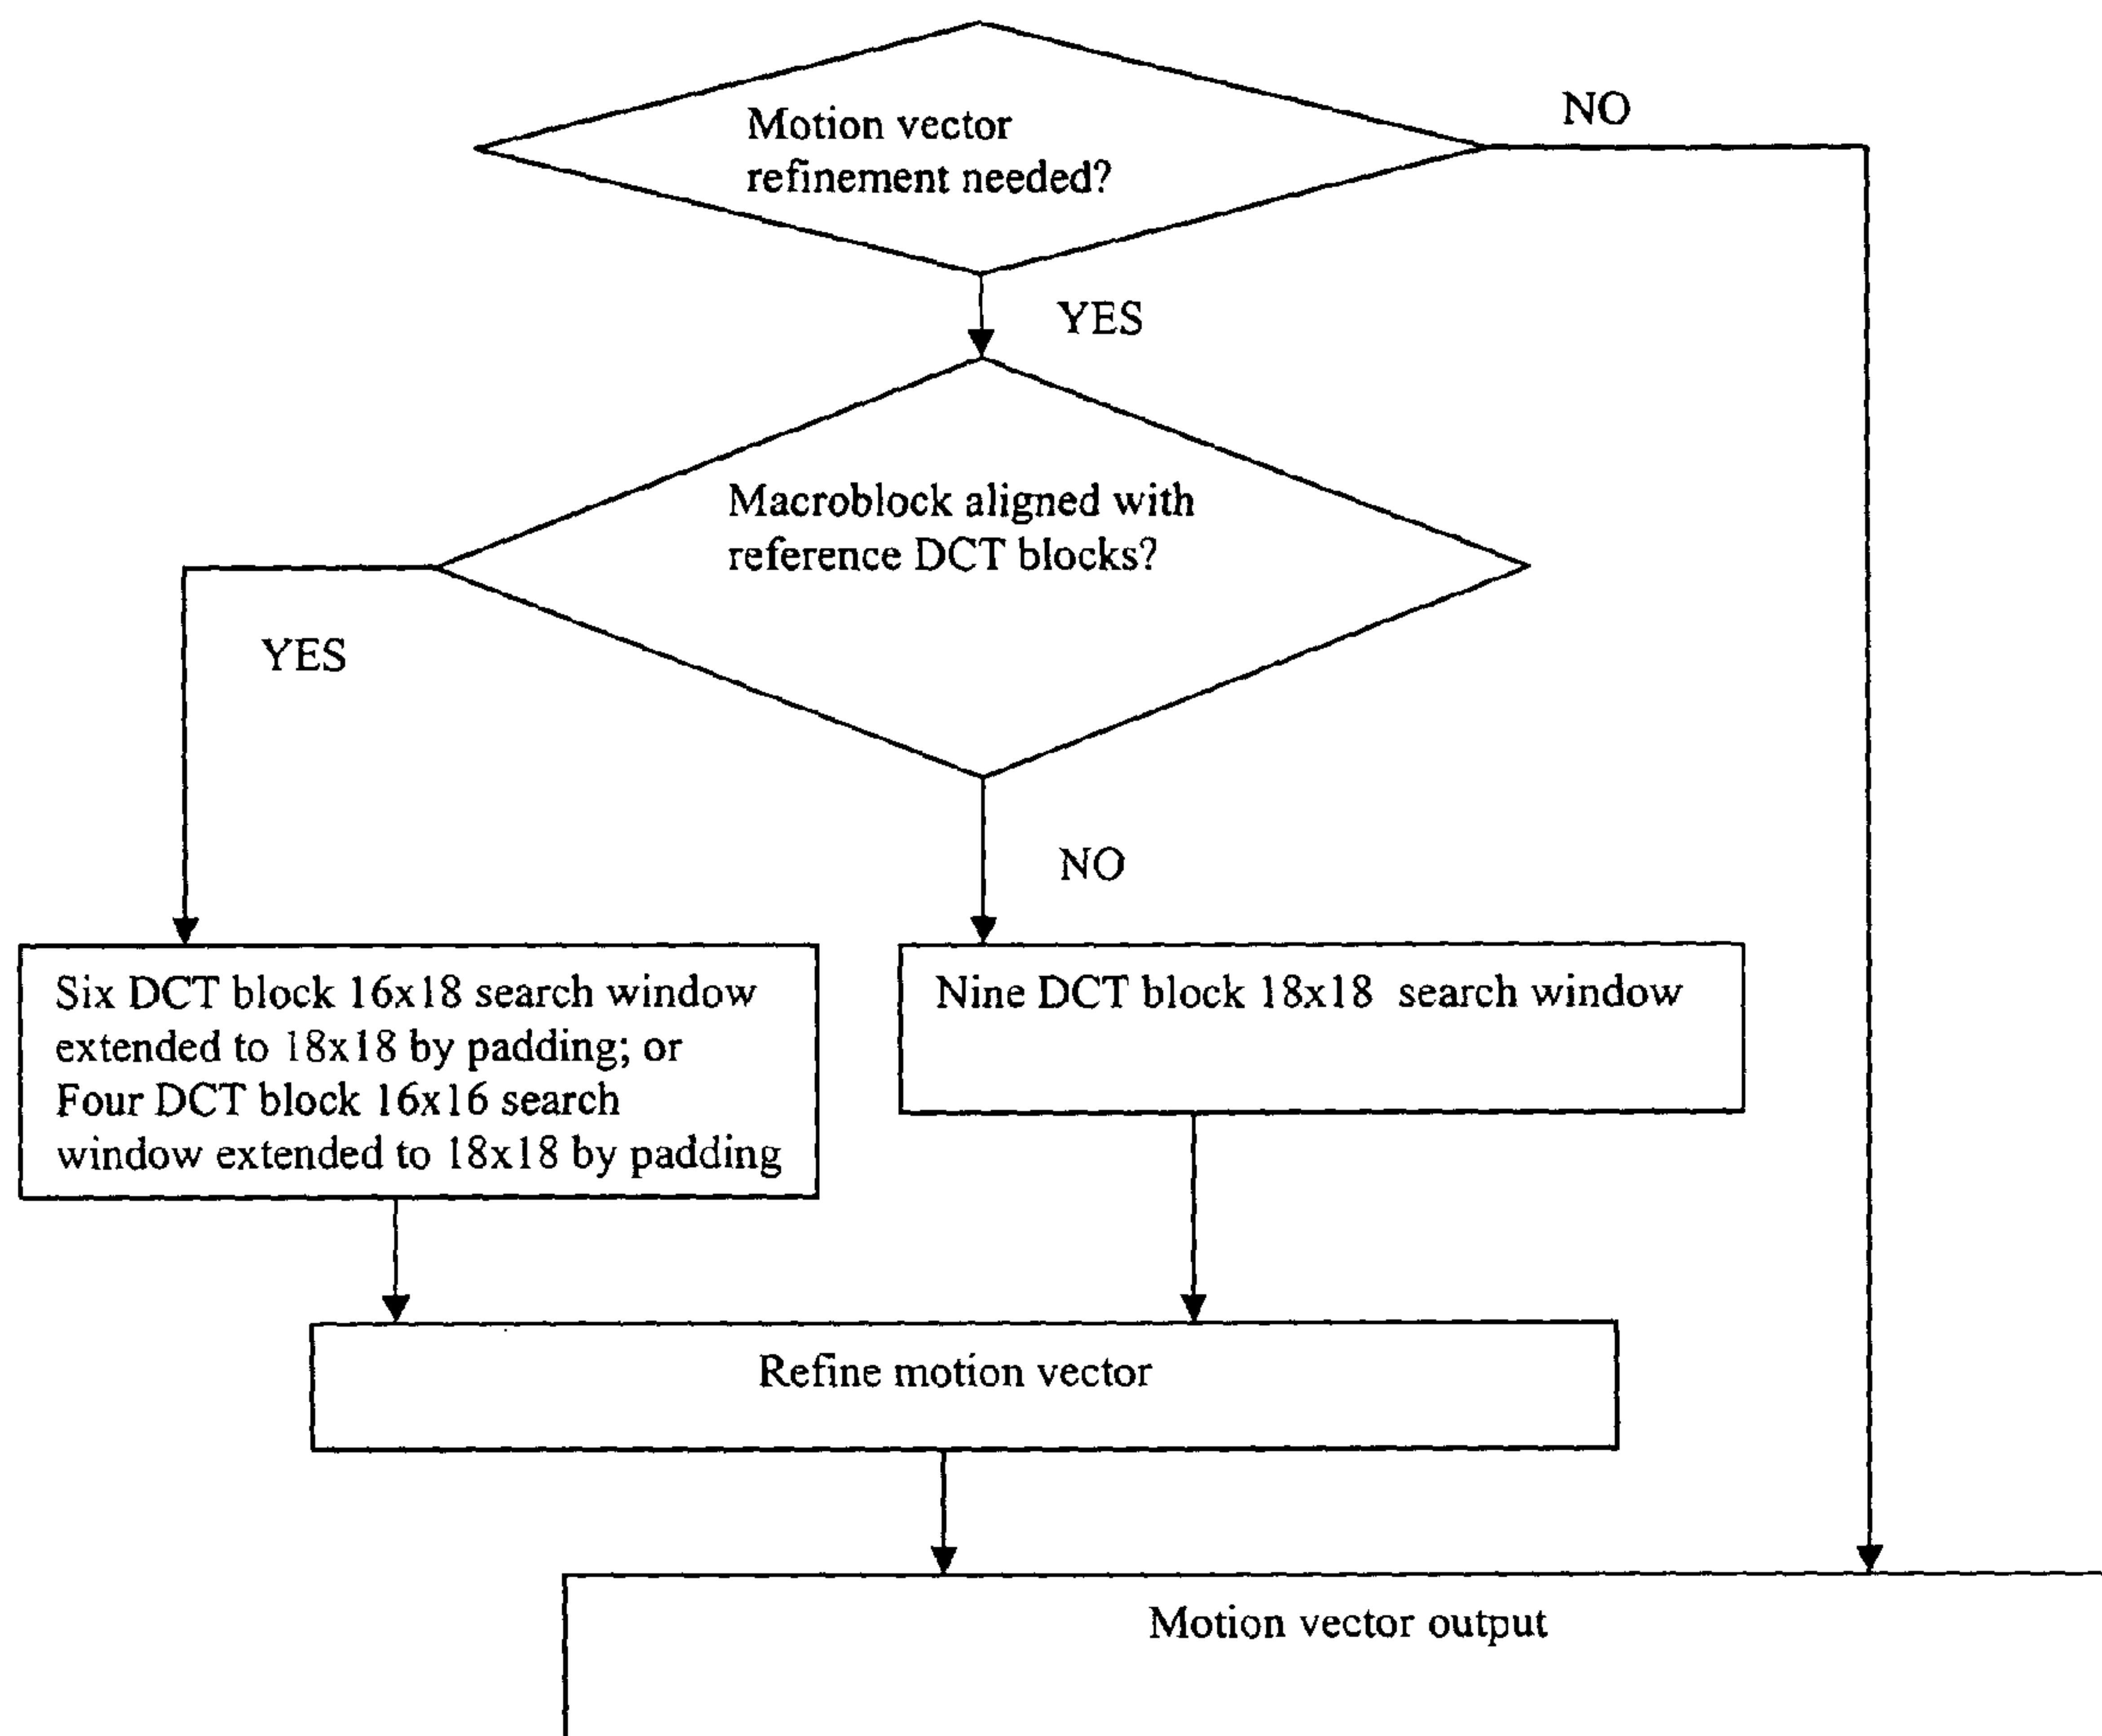 Motion vector
refinement needed?
NO
YES
Macroblock aligned with
reference DCT blocks?
YES
NO
Six DCT block 16x18 search window
extended to 18x18 by padding; or
Four DCT block 16x16 search
window extended to 18x18 by padding
Nine DCT block 18x18 search window
Refine motion vector
Motion vector output